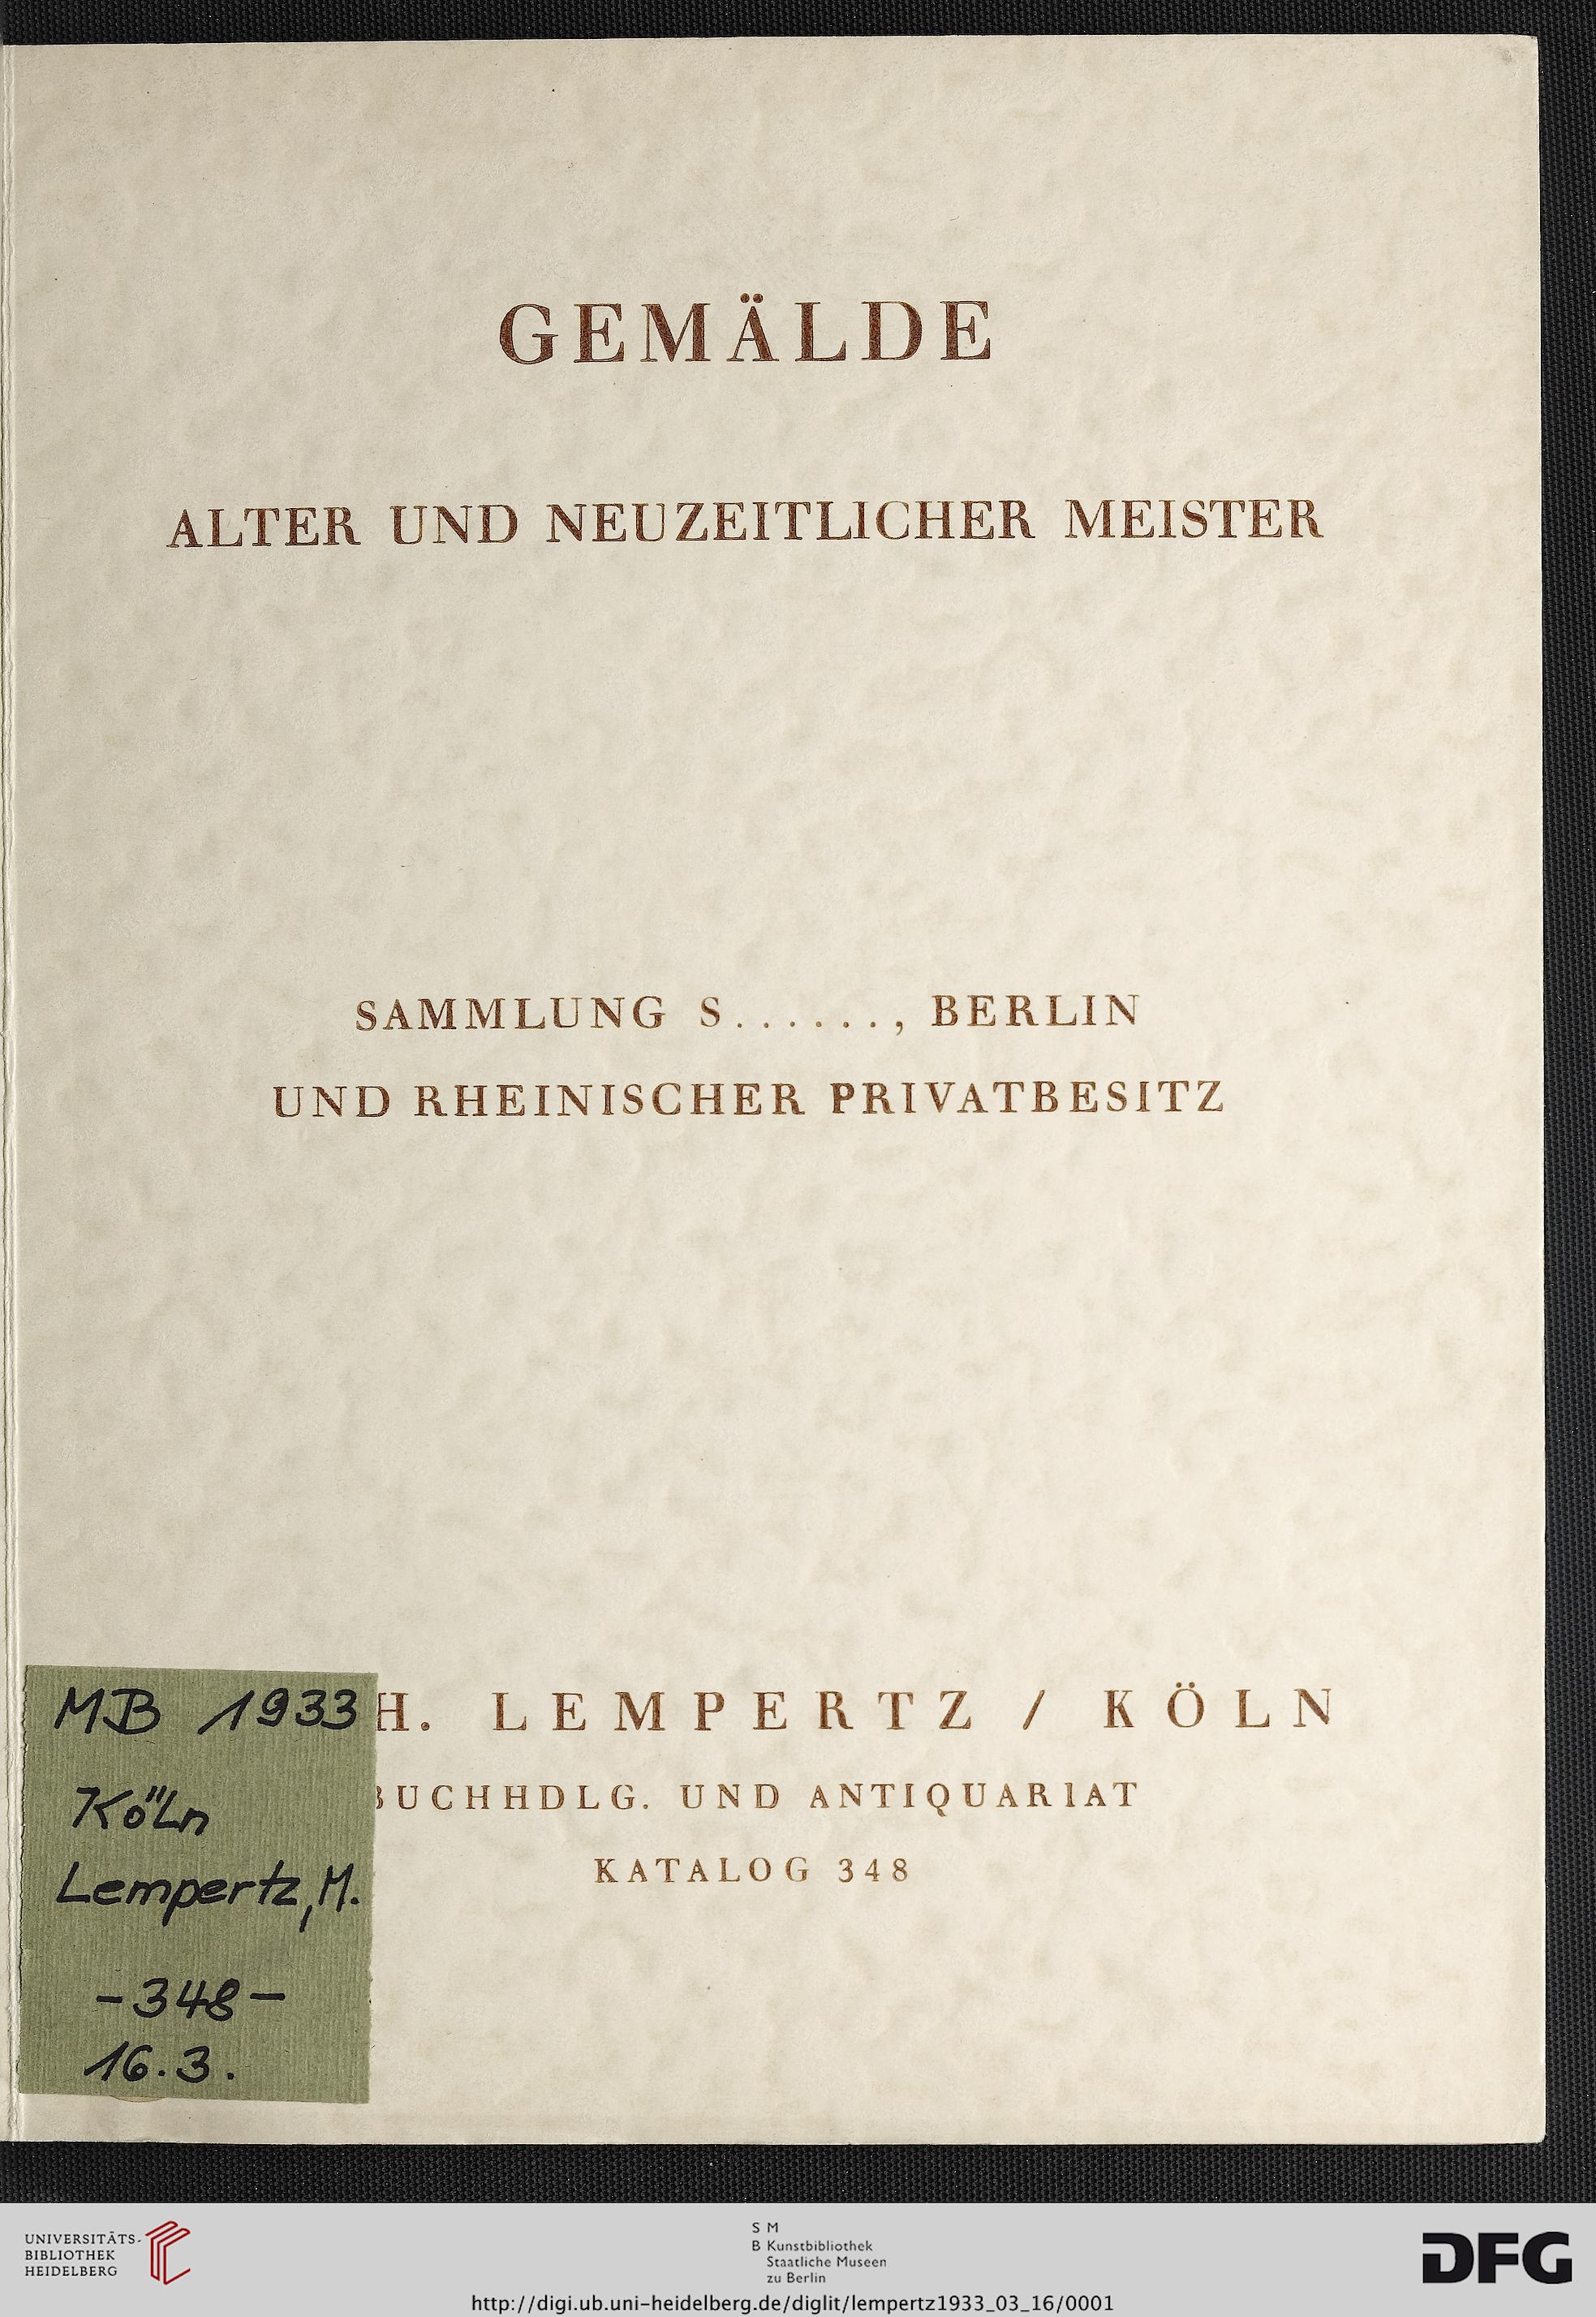 GEMÄLDE
ALTER UND NEUZEITLICHER MEISTER
SAMMLUNG S......., BERLIN
UND RHEINISCHER PRIVATBESITZ
H. LEMPERTZ / KÖLN
BUCHHDLG. UND ANTIQUARIAT
KATALOG 348
MB 1933
Köln
Lempertz, M.
-348-
16.3.
UNIVERSITÄTS-
BIBLIOTHEK
HEIDELBERG
S M
B Kunstbibliothek
Staatliche Museen
zu Berlin
DFG
http://digi.ub.uni-heidelberg.de/diglit/lempertz1933_03_16/0001